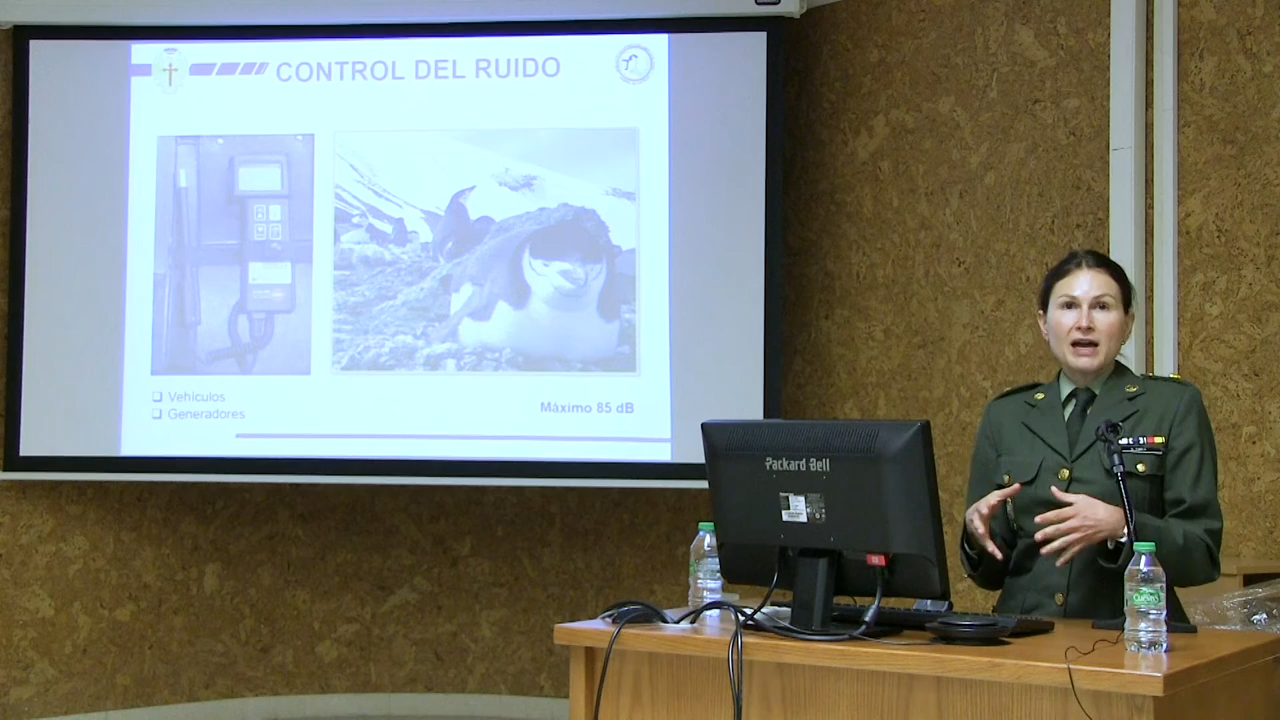 CONTROL DEL RUIDO
❑ Vehículos
❑ Generadores
Máximo 85 dB
Packard Bell